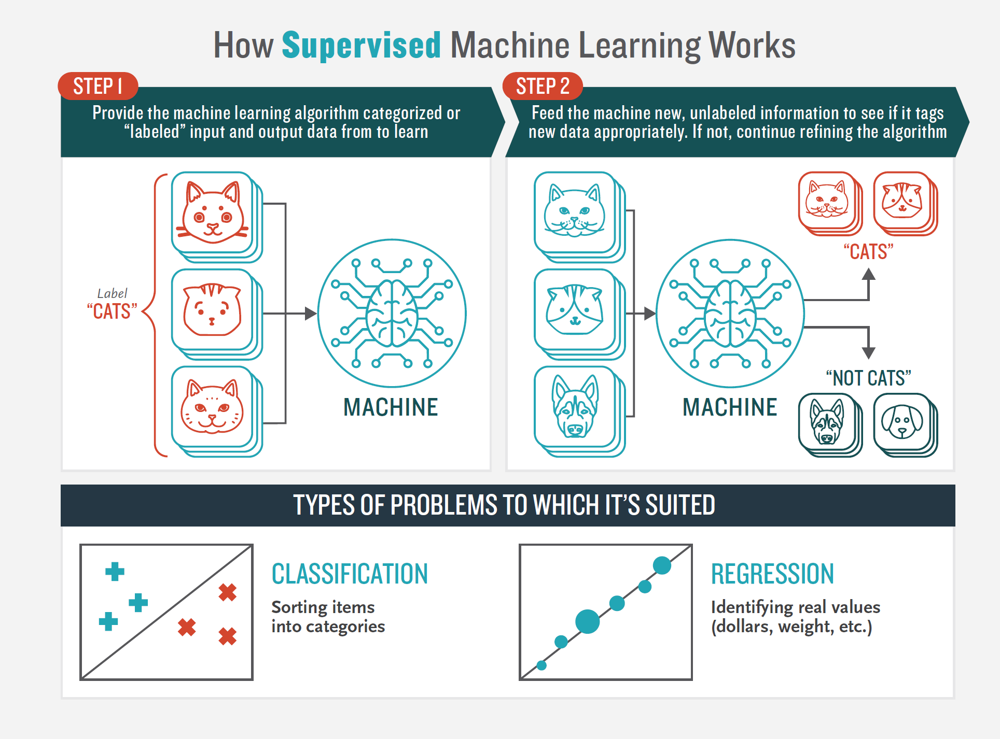 How Supervised Machine Learning Works
STEP 1
Provide the machine learning algorithm categorized or
“labeled” input and output data from to learn
STEP 2
Feed the machine new, unlabeled information to see if it tags
new data appropriately. If not, continue refining the algorithm
Label
“CATS”
MACHINE
MACHINE
“CATS”
“NOT CATS”
TYPES OF PROBLEMS TO WHICH IT’S SUITED
CLASSIFICATION
Sorting items
into categories
REGRESSION
Identifying real values
(dollars, weight, etc.)